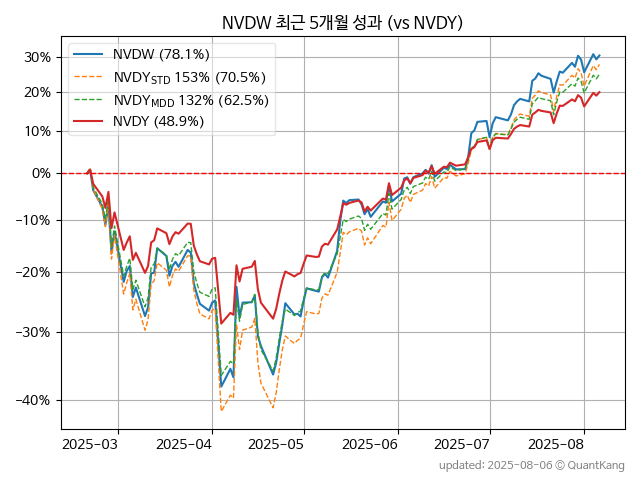 NVDW 최근 5개월 성과 (vs NVDY)
NVDW (78.1%)
NVDY_STD 153% (70.5%)
NVDY_MDD 132% (62.5%)
NVDY (48.9%)
30%
20%
10%
0%
−10%
−20%
−30%
−40%
2025-03
2025-04
2025-05
2025-06
2025-07
2025-08
updated: 2025-08-06 © QuantKang